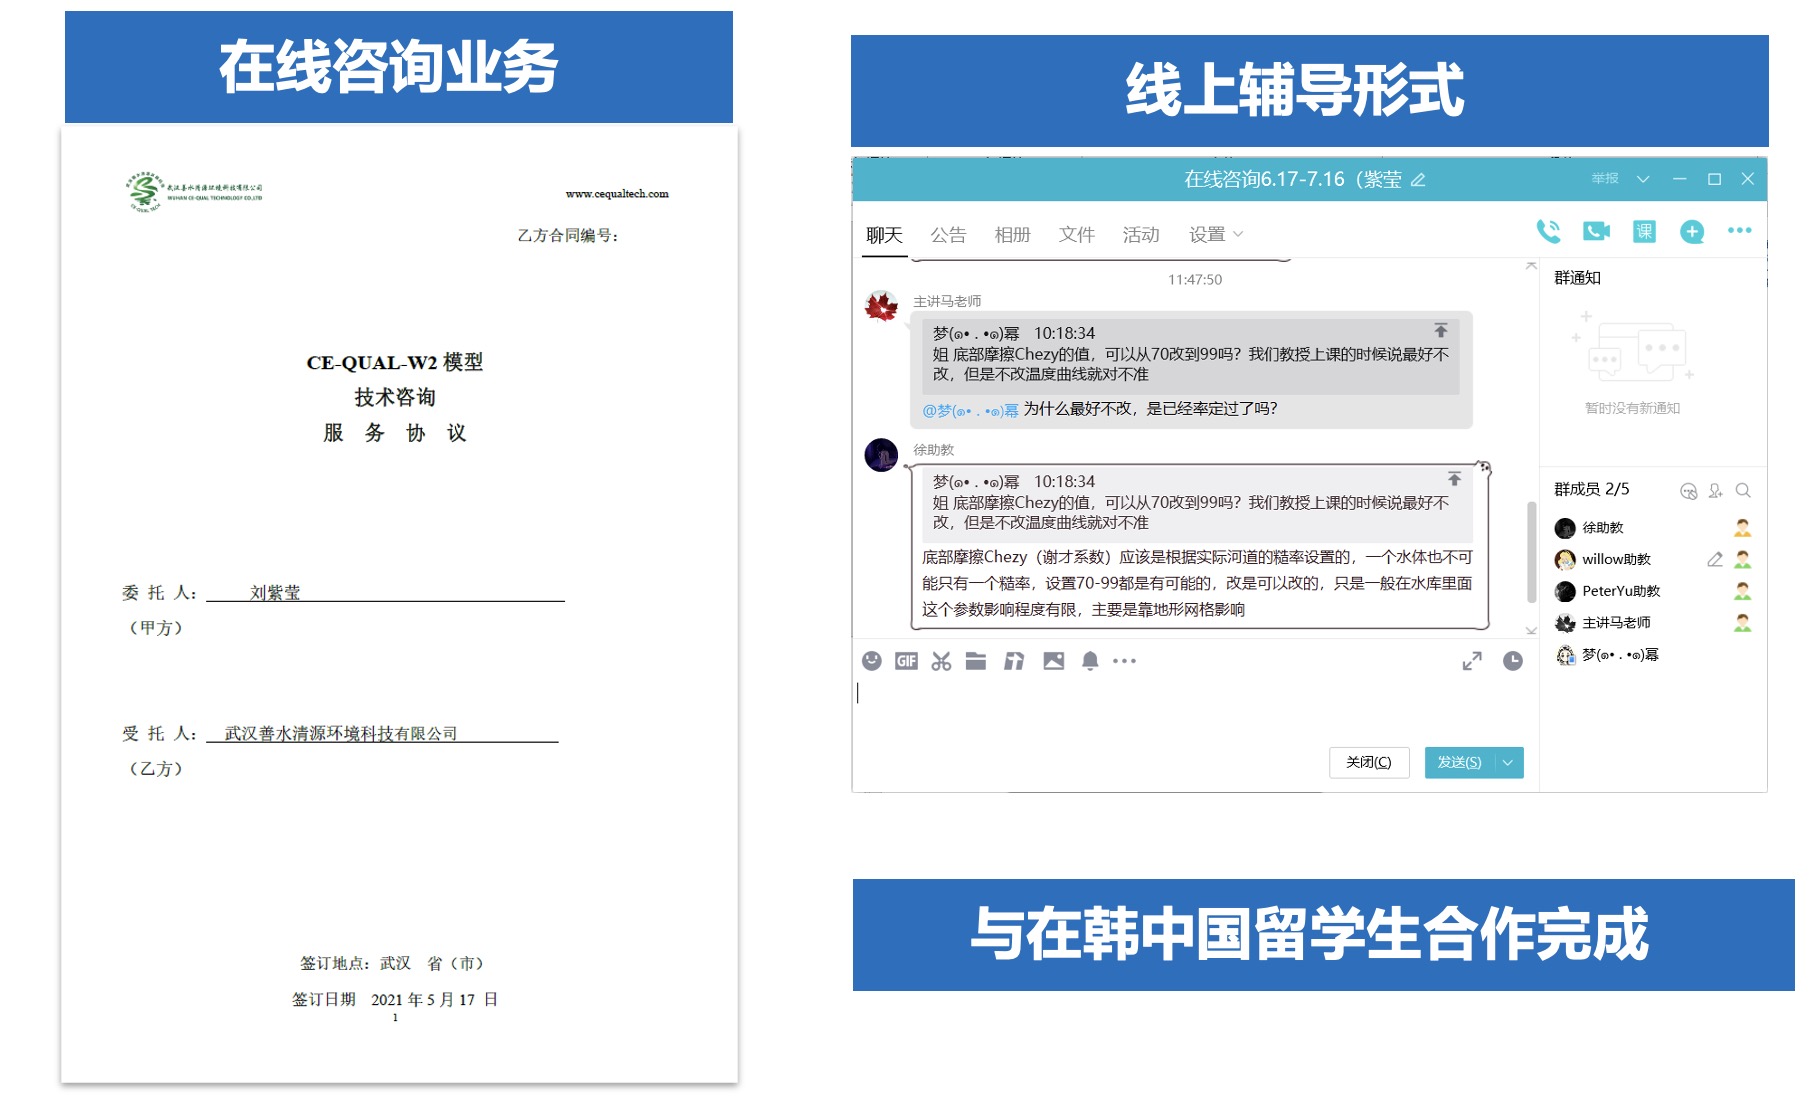 在线咨询业务
武汉善水清源环境科技有限公司
WUHAN CE-QUAL TECHNOLOGY CO.,LTD
CE-QUAL TECH
www.cequaltech.com
乙方合同编号：
CE-QUAL-W2 模型
技术咨询
服 务 协 议
委 托 人： 刘紫莹
（甲方）
受 托 人： 武汉善水清源环境科技有限公司
（乙方）
签订地点：武汉 省（市）
签订日期 2021 年 5 月 17 日
1
线上辅导形式
在线咨询6.17-7.16（紫莹
举报
聊天 公告 相册 文件 活动 设置
课
11:47:50
主讲马老师
梦(๑• . •๑)幂 10:18:34
姐 底部摩擦Chezy的值，可以从70改到99吗？我们教授上课的时候说最好不
改，但是不改温度曲线就对不准
@梦(๑• . •๑)幂 为什么最好不改，是已经率定过了吗？
徐助教
梦(๑• . •๑)幂 10:18:34
姐 底部摩擦Chezy的值，可以从70改到99吗？我们教授上课的时候说最好不
改，但是不改温度曲线就对不准
底部摩擦Chezy（谢才系数）应该是根据实际河道的糙率设置的，一个水体也不可
能只有一个糙率，设置70-99都是有可能的，改是可以改的，只是一般在水库里面
这个参数影响程度有限，主要是靠地形网格影响
GIF
关闭(C) 发送(S)
群通知
暂时没有新通知
群成员 2/5
徐助教
willow助教
PeterYu助教
主讲马老师
梦(๑• . •๑)幂
与在韩中国留学生合作完成